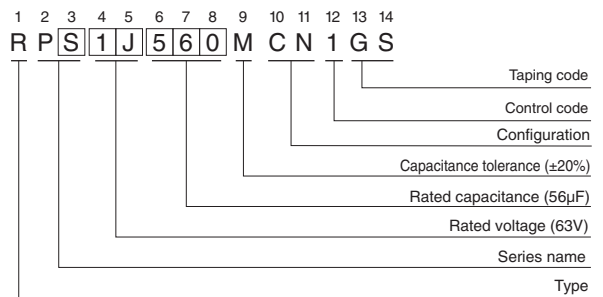 1 2 3 4 5 6 7 8 9 10 11 12 13 14
R P S 1 J 5 6 0 M C N 1 G S
Taping code
Control code
Configuration
Capacitance tolerance (±20%)
Rated capacitance (56µF)
Rated voltage (63V)
Series name
Type